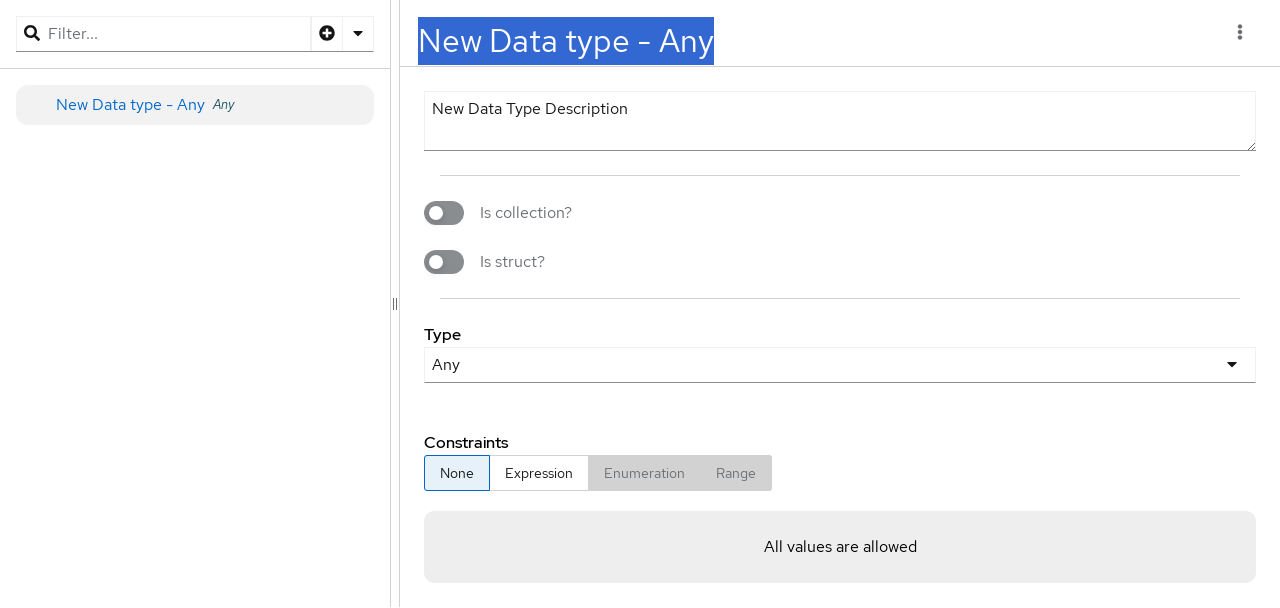 Filter...
New Data type - Any Any
New Data type - Any
New Data Type Description
Is collection?
Is struct?
Type
Any
Constraints
None Expression Enumeration Range
All values are allowed